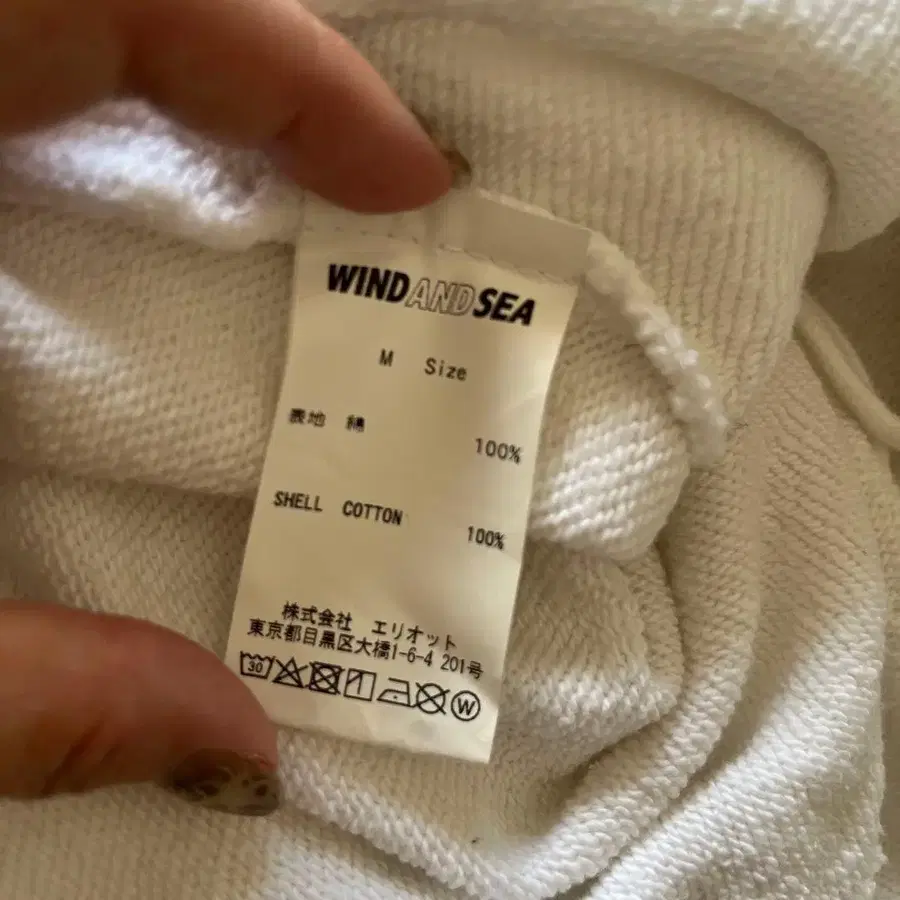 WINDANDSEA
M Size
表地 綿 100%
SHELL COTTON 100%
株式会社 エリオット
東京都目黒区大橋1-6-4 201号
30 W